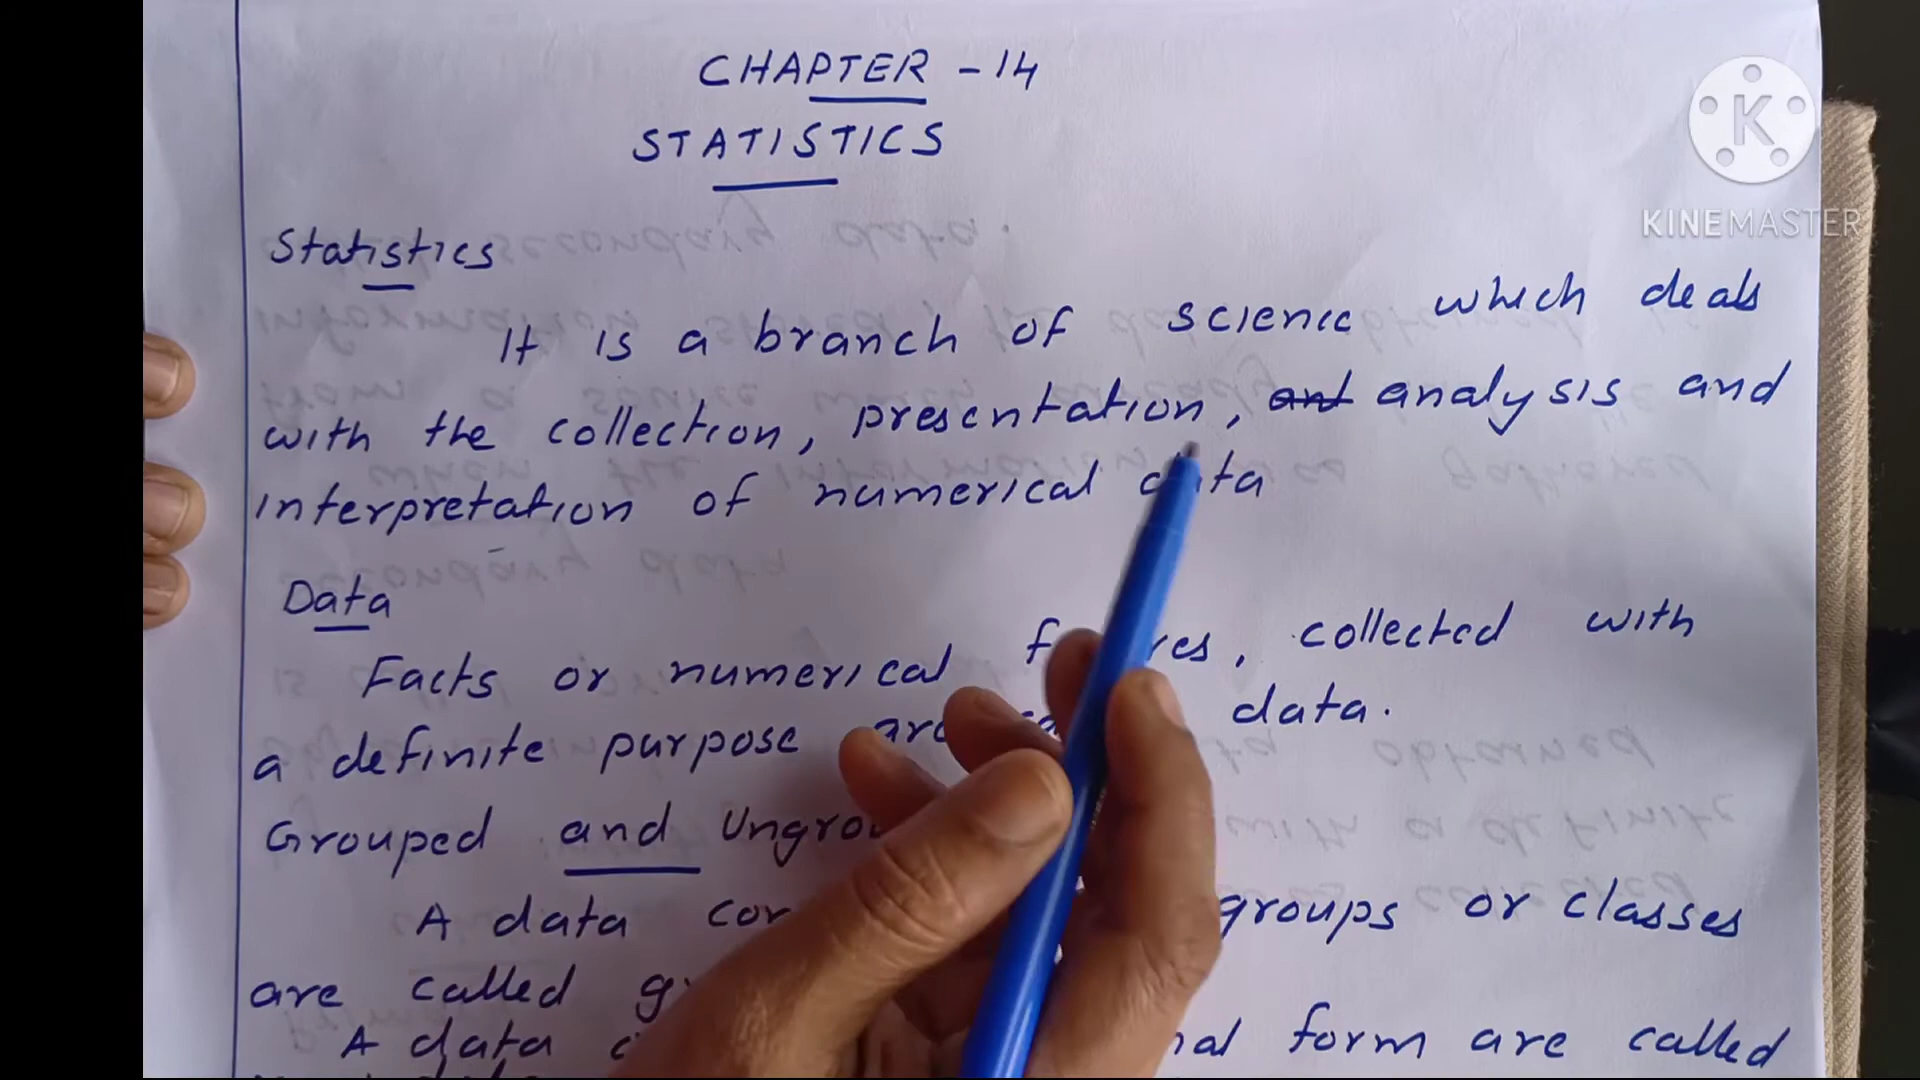 CHAPTER - 14
STATISTICS
K
KINEMASTER
Statistics
It is a branch of science which deals
with the collection, presentation, analysis and
interpretation of numerical data
Data
Facts or numerical collected with
a definite purpose are data.
Grouped and
A data groups or classes
are called
A data form are called